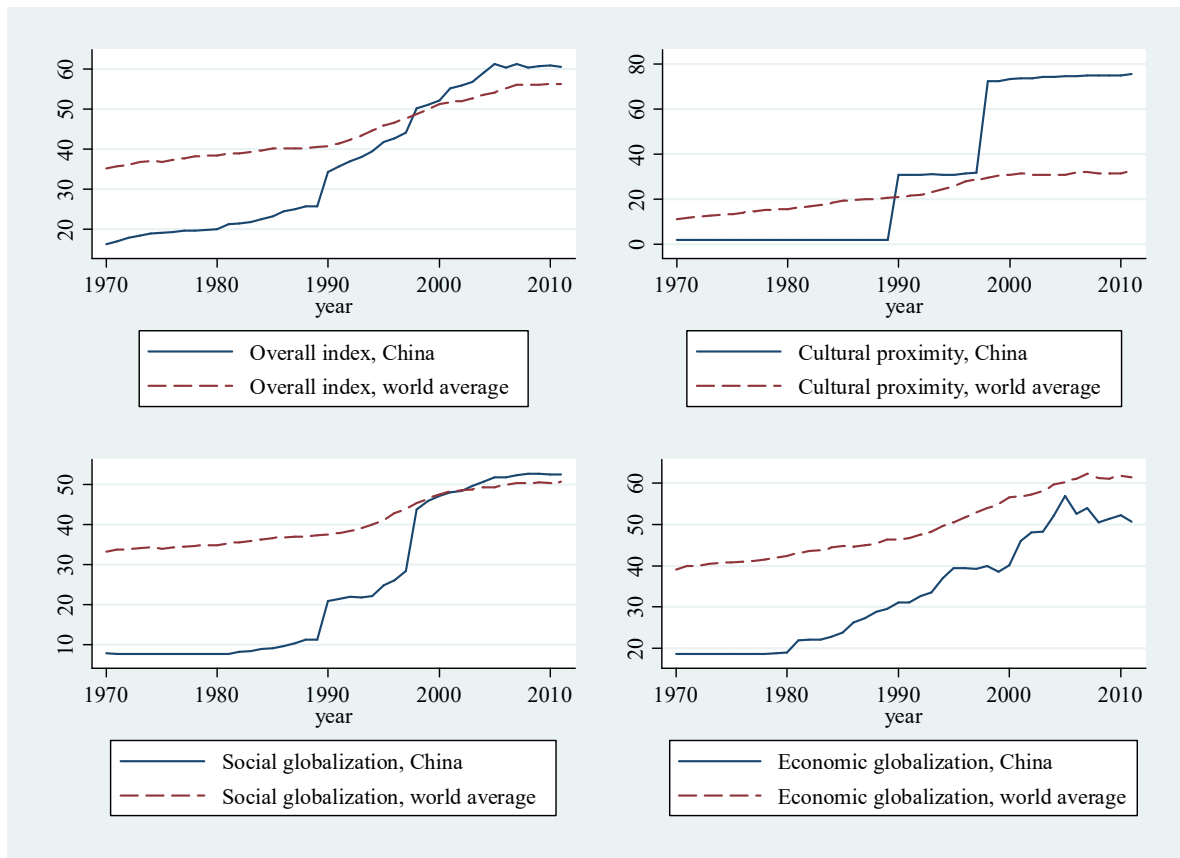 60
50
40
30
20
1970 1980 1990 2000 2010
year
Overall index, China
Overall index, world average
80
60
40
20
0
1970 1980 1990 2000 2010
year
Cultural proximity, China
Cultural proximity, world average
50
40
30
20
10
1970 1980 1990 2000 2010
year
Social globalization, China
Social globalization, world average
60
50
40
30
20
1970 1980 1990 2000 2010
year
Economic globalization, China
Economic globalization, world average